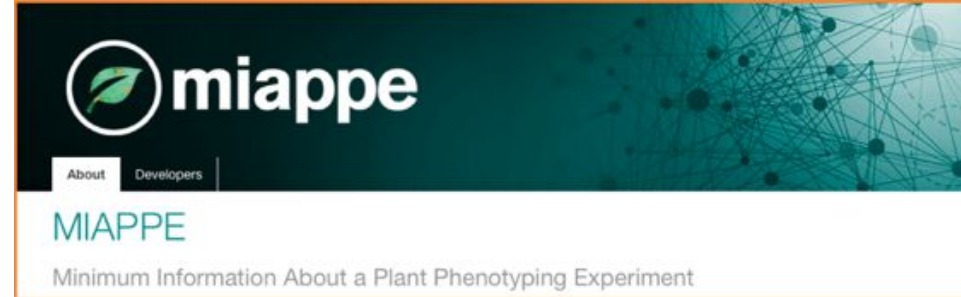 miappe
About Developers
MIAPPE
Minimum Information About a Plant Phenotyping Experiment